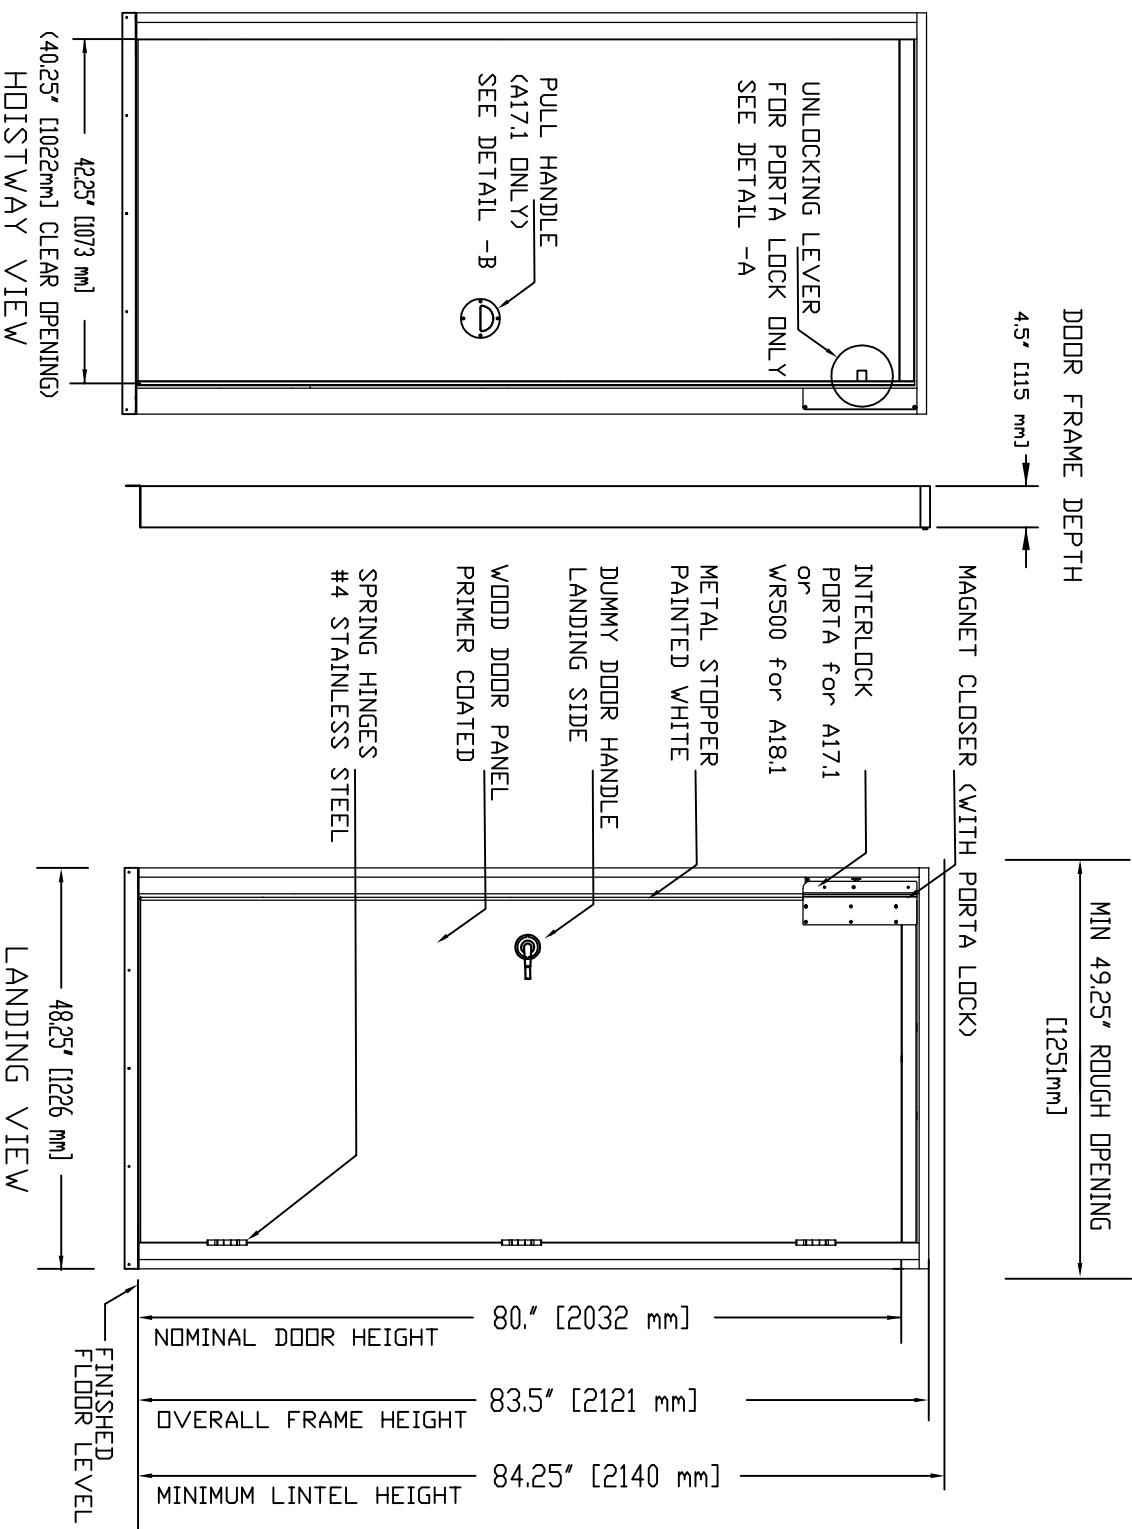 DOOR FRAME DEPTH
4.5" [115 mm]
UNLOCKING LEVER
FOR PORTA LOCK ONLY
SEE DETAIL -A
PULL HANDLE
(A17.1 ONLY)
SEE DETAIL -B
42.25" [1073 mm]
(40.25" [1022mm] CLEAR OPENING)
HOISTWAY VIEW
MAGNET CLOSER (WITH PORTA LOCK)
INTERLOCK
PORTA for A17.1
or
WR500 for A18.1
METAL STOPPER
PAINTED WHITE
DUMMY DOOR HANDLE
LANDING SIDE
WOOD DOOR PANEL
PRIMER COATED
SPRING HINGES
#4 STAINLESS STEEL
MIN 49.25" ROUGH OPENING
[1251mm]
48.25" [1226 mm]
LANDING VIEW
80." [2032 mm]
NOMINAL DOOR HEIGHT
83.5" [2121 mm]
OVERALL FRAME HEIGHT
84.25" [2140 mm]
MINIMUM LINTEL HEIGHT
FINISHED
FLOOR LEVEL